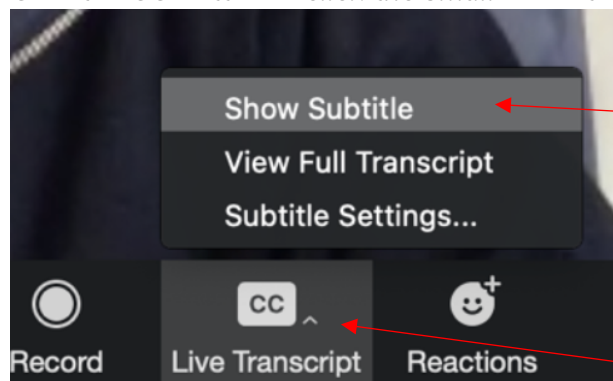 Show Subtitle
View Full Transcript
Subtitle Settings...
CC
Record Live Transcript Reactions